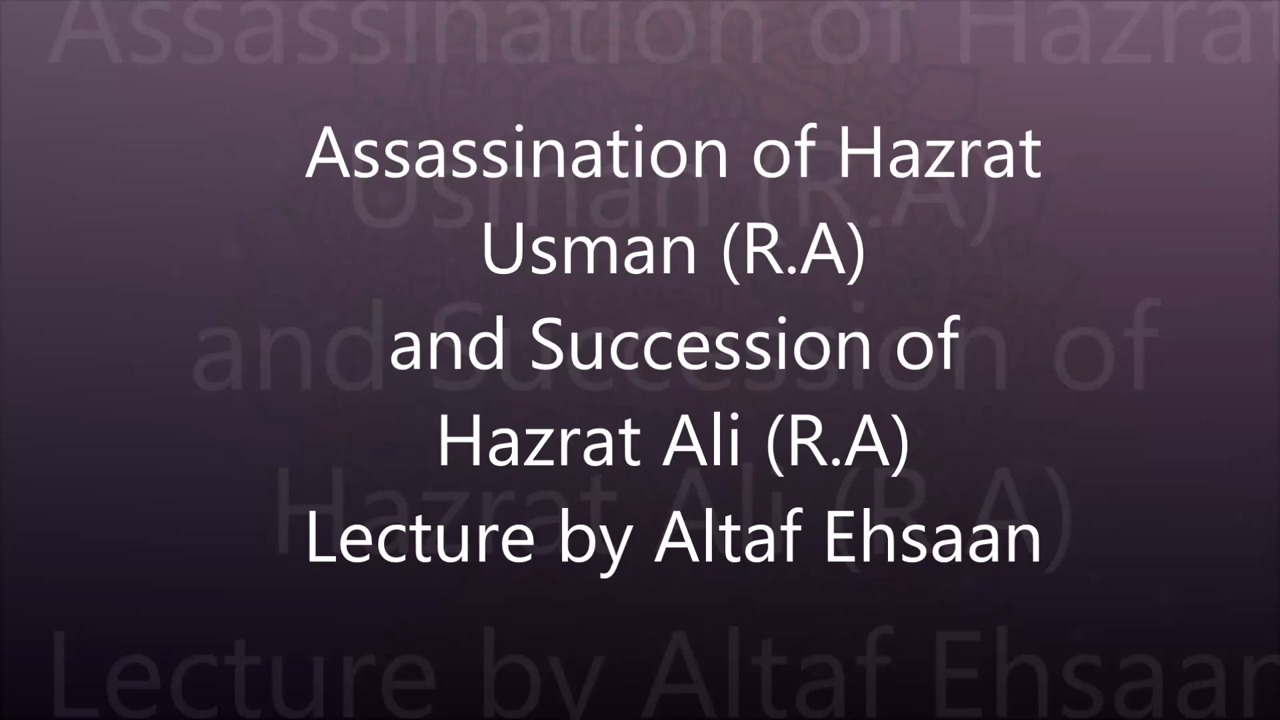 Assassination of Hazrat
Usman (R.A)
and Succession of
Hazrat Ali (R.A)
Lecture by Altaf Ehsaan